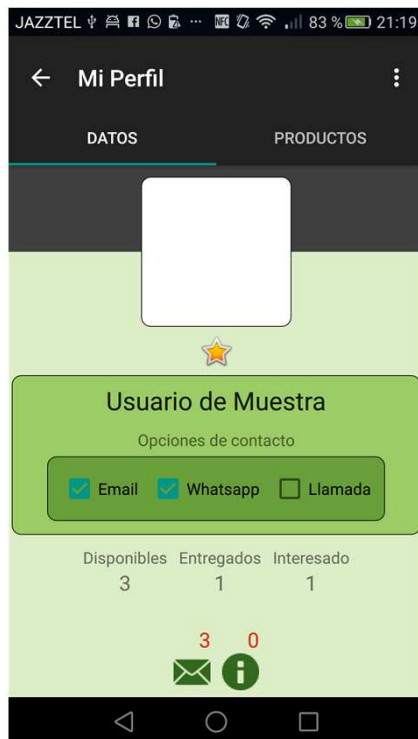 JAZZTEL 83 % 21:19
Mi Perfil
DATOS PRODUCTOS
Usuario de Muestra
Opciones de contacto
Email Whatsapp Llamada
Disponibles Entregados Interesado
3 1 1
3 0